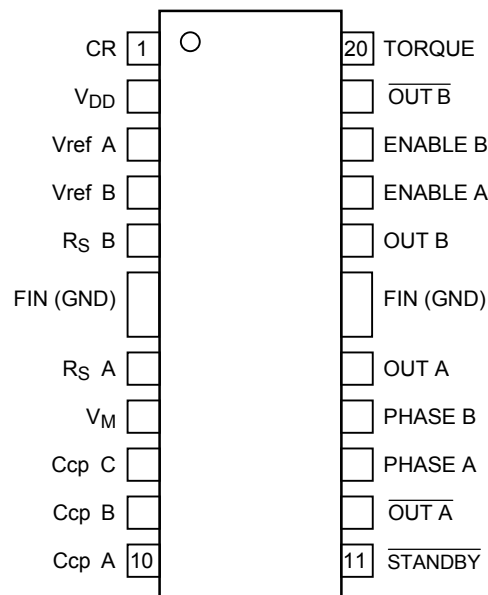 CR 1 20 TORQUE
VDD OUT B
Vref A ENABLE B
Vref B ENABLE A
RS B OUT B
FIN (GND) FIN (GND)
RS A OUT A
VM PHASE B
Ccp C PHASE A
Ccp B OUT A
Ccp A 10 11 STANDBY